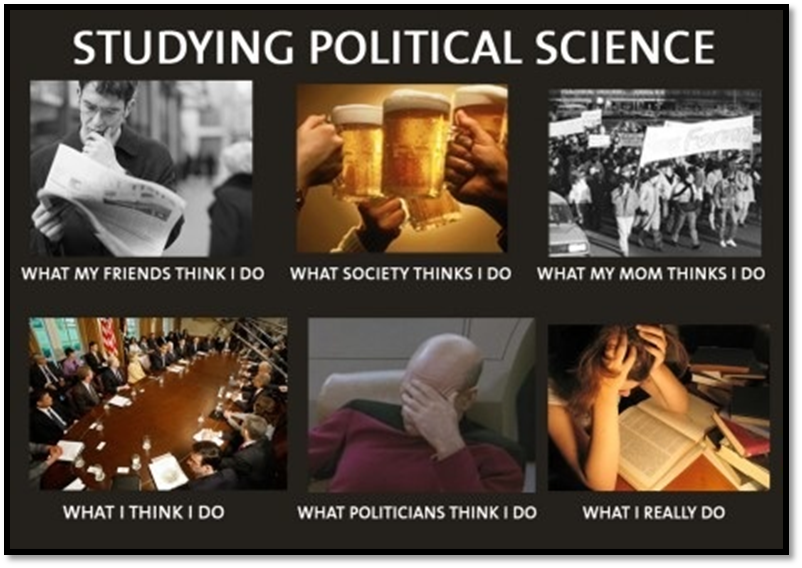 STUDYING POLITICAL SCIENCE
WHAT MY FRIENDS THINK I DO
WHAT SOCIETY THINKS I DO
WHAT MY MOM THINKS I DO
WHAT I THINK I DO
WHAT POLITICIANS THINK I DO
WHAT I REALLY DO